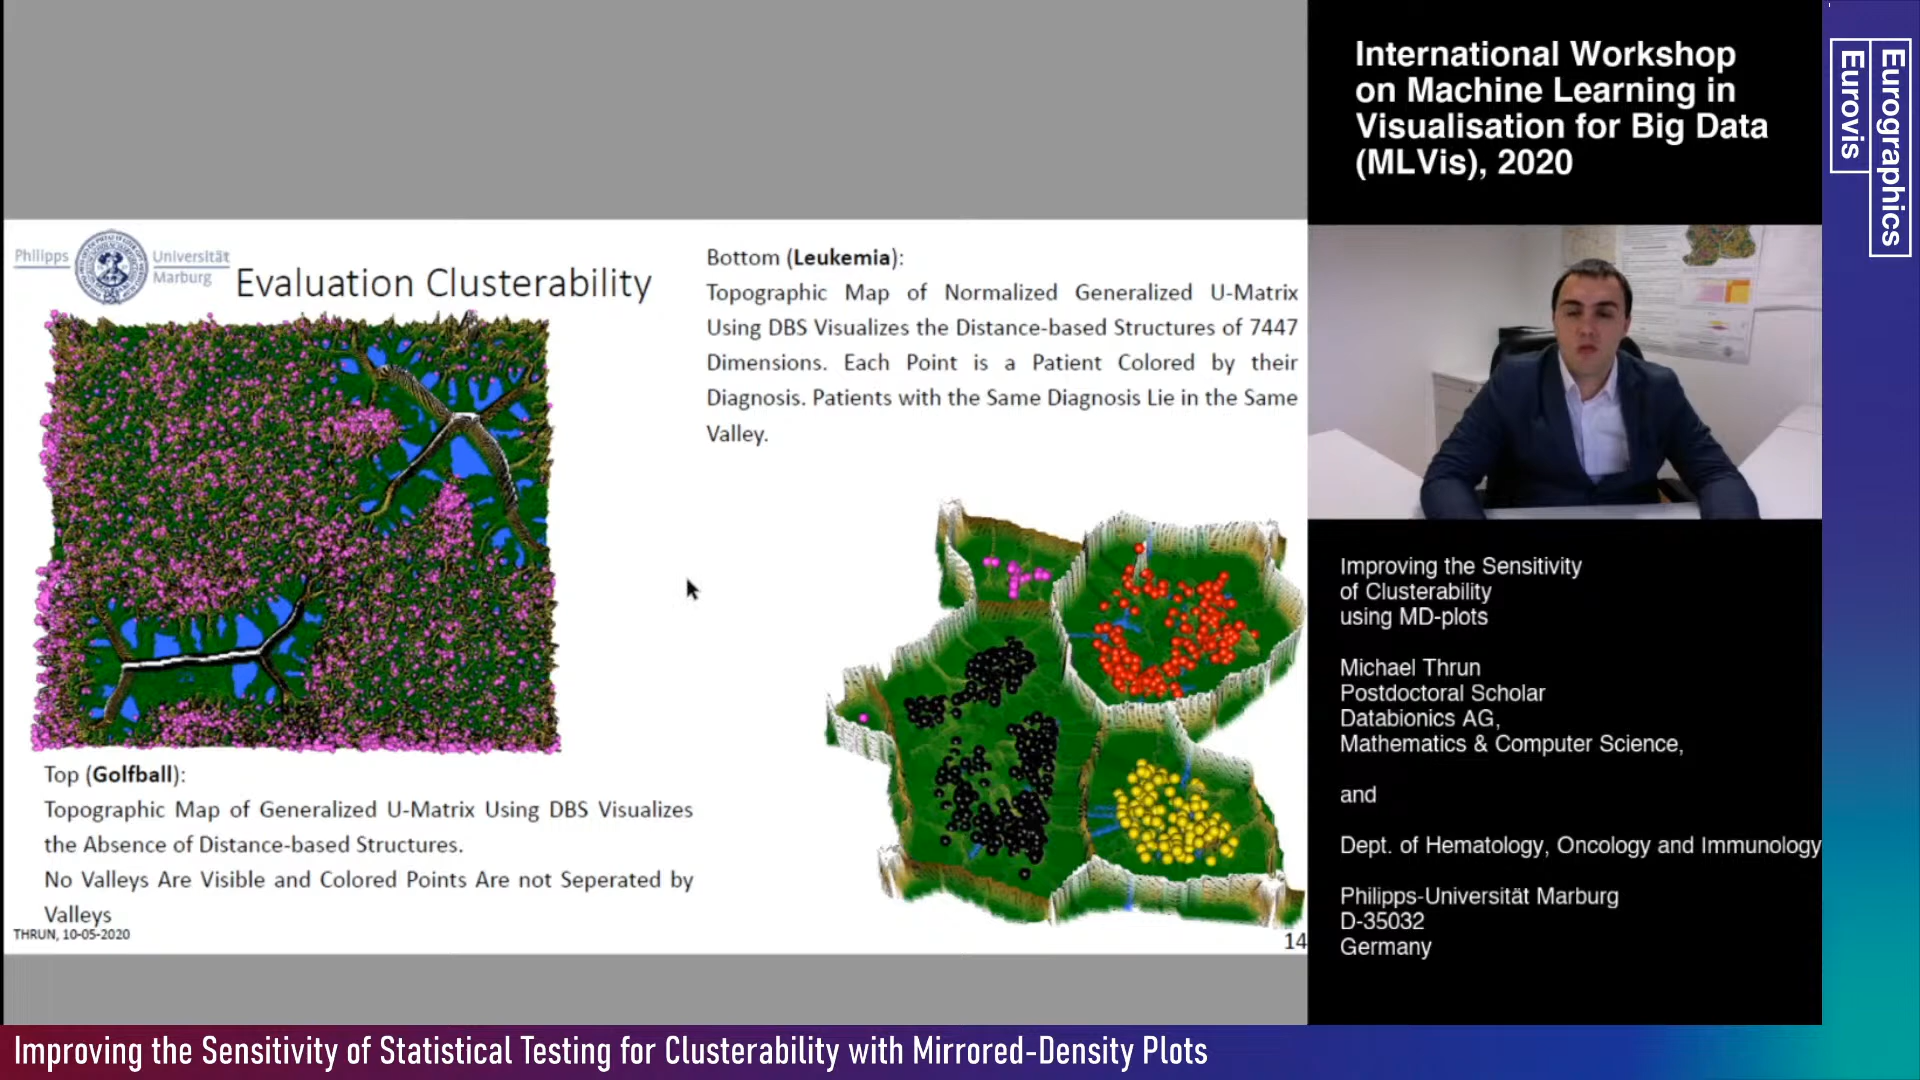 Philipps
Universität
Marburg
Evaluation Clusterability
Bottom (Leukemia):
Topographic Map of Normalized Generalized U-Matrix
Using DBS Visualizes the Distance-based Structures of 7447
Dimensions. Each Point is a Patient Colored by their
Diagnosis. Patients with the Same Diagnosis Lie in the Same
Valley.
Top (Golfball):
Topographic Map of Generalized U-Matrix Using DBS Visualizes
the Absence of Distance-based Structures.
No Valleys Are Visible and Colored Points Are not Seperated by
Valleys
THRUN, 10-05-2020
14
International Workshop
on Machine Learning in
Visualisation for Big Data
(MLVis), 2020
Improving the Sensitivity
of Clusterability
using MD-plots
Michael Thrun
Postdoctoral Scholar
Databionics AG,
Mathematics & Computer Science,
and
Dept. of Hematology, Oncology and Immunology
Philipps-Universität Marburg
D-35032
Germany
Eurographics
Eurovis
Improving the Sensitivity of Statistical Testing for Clusterability with Mirrored-Density Plots